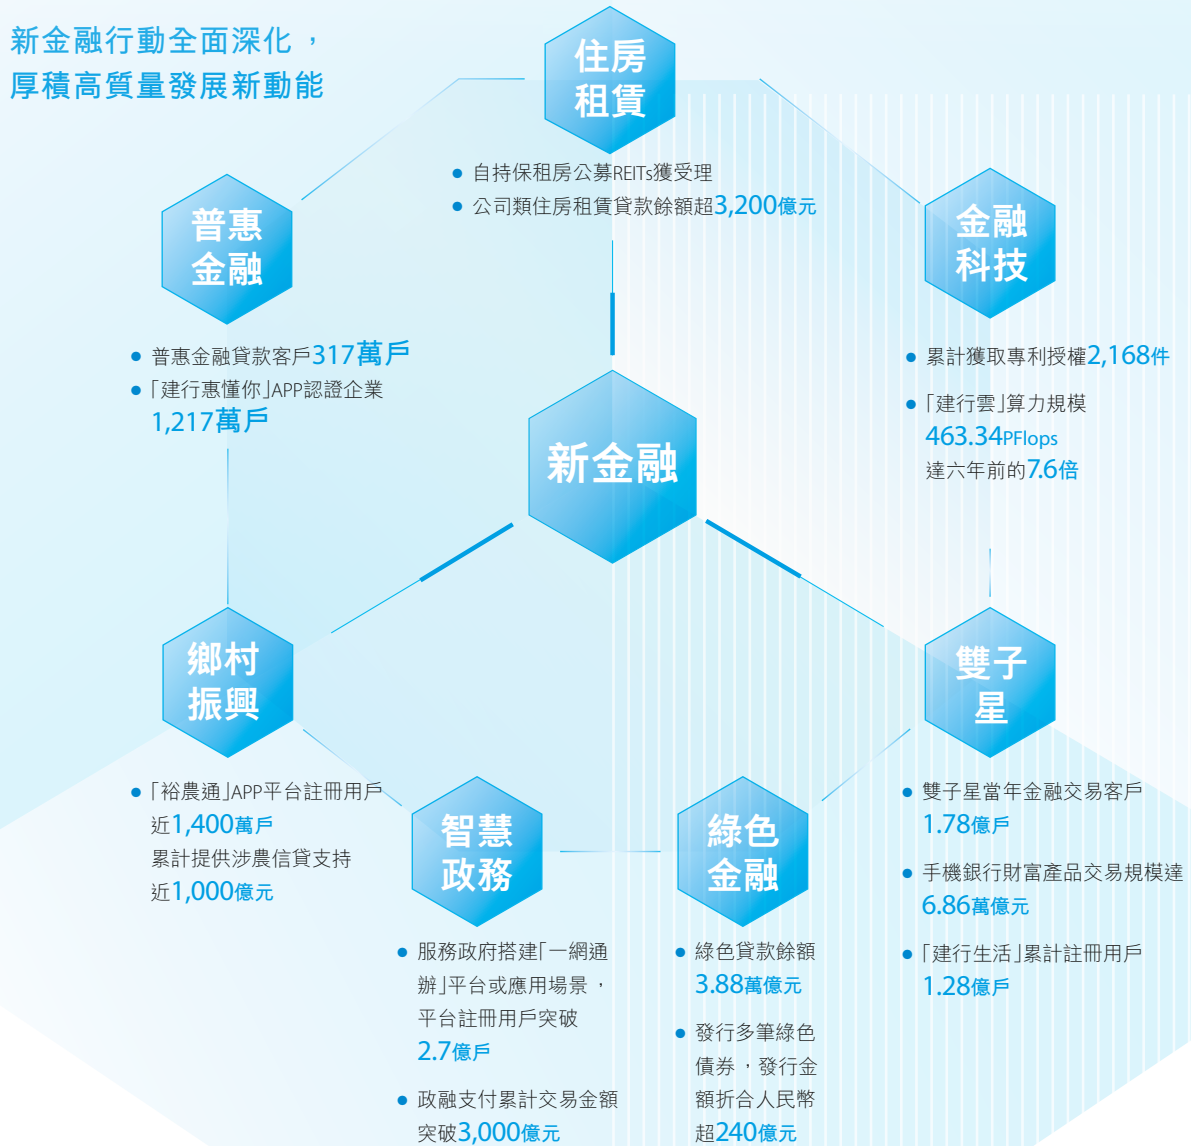 新金融行動全面深化，
厚積高質量發展新動能
住房
租賃
● 自持保租房公募REITs獲受理
● 公司類住房租賃貸款餘額超3,200億元
普惠
金融
● 普惠金融貸款客戶317萬戶
● 「建行惠懂你」APP認證企業
1,217萬戶
金融
科技
● 累計獲取專利授權2,168件
● 「建行雲」算力規模
463.34PFlops
達六年前的7.6倍
新金融
鄉村
振興
● 「裕農通」APP平台註冊用戶
近1,400萬戶
累計提供涉農信貸支持
近1,000億元
智慧
政務
● 服務政府搭建「一網通
辦」平台或應用場景，
平台註冊用戶突破
2.7億戶
● 政融支付累計交易金額
突破3,000億元
綠色
金融
● 綠色貸款餘額
3.88萬億元
● 發行多筆綠色
債券，發行金
額折合人民幣
超240億元
雙子
星
● 雙子星當年金融交易客戶
1.78億戶
● 手機銀行財富產品交易規模達
6.86萬億元
● 「建行生活」累計註冊用戶
1.28億戶